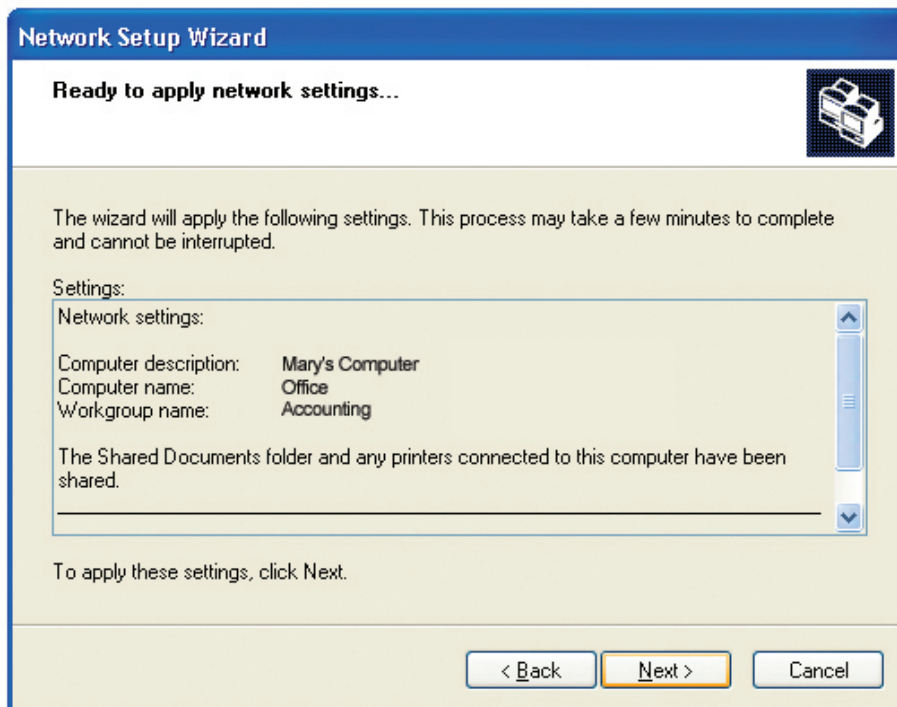 Network Setup Wizard
Ready to apply network settings...
The wizard will apply the following settings. This process may take a few minutes to complete
and cannot be interrupted.
Settings:
Network settings:
Computer description: Mary's Computer
Computer name: Office
Workgroup name: Accounting
The Shared Documents folder and any printers connected to this computer have been
shared.
To apply these settings, click Next.
< Back Next > Cancel